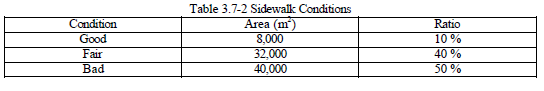 Table 3.7-2 Sidewalk Conditions
Condition Area (m²) Ratio
Good 8,000 10 %
Fair 32,000 40 %
Bad 40,000 50 %